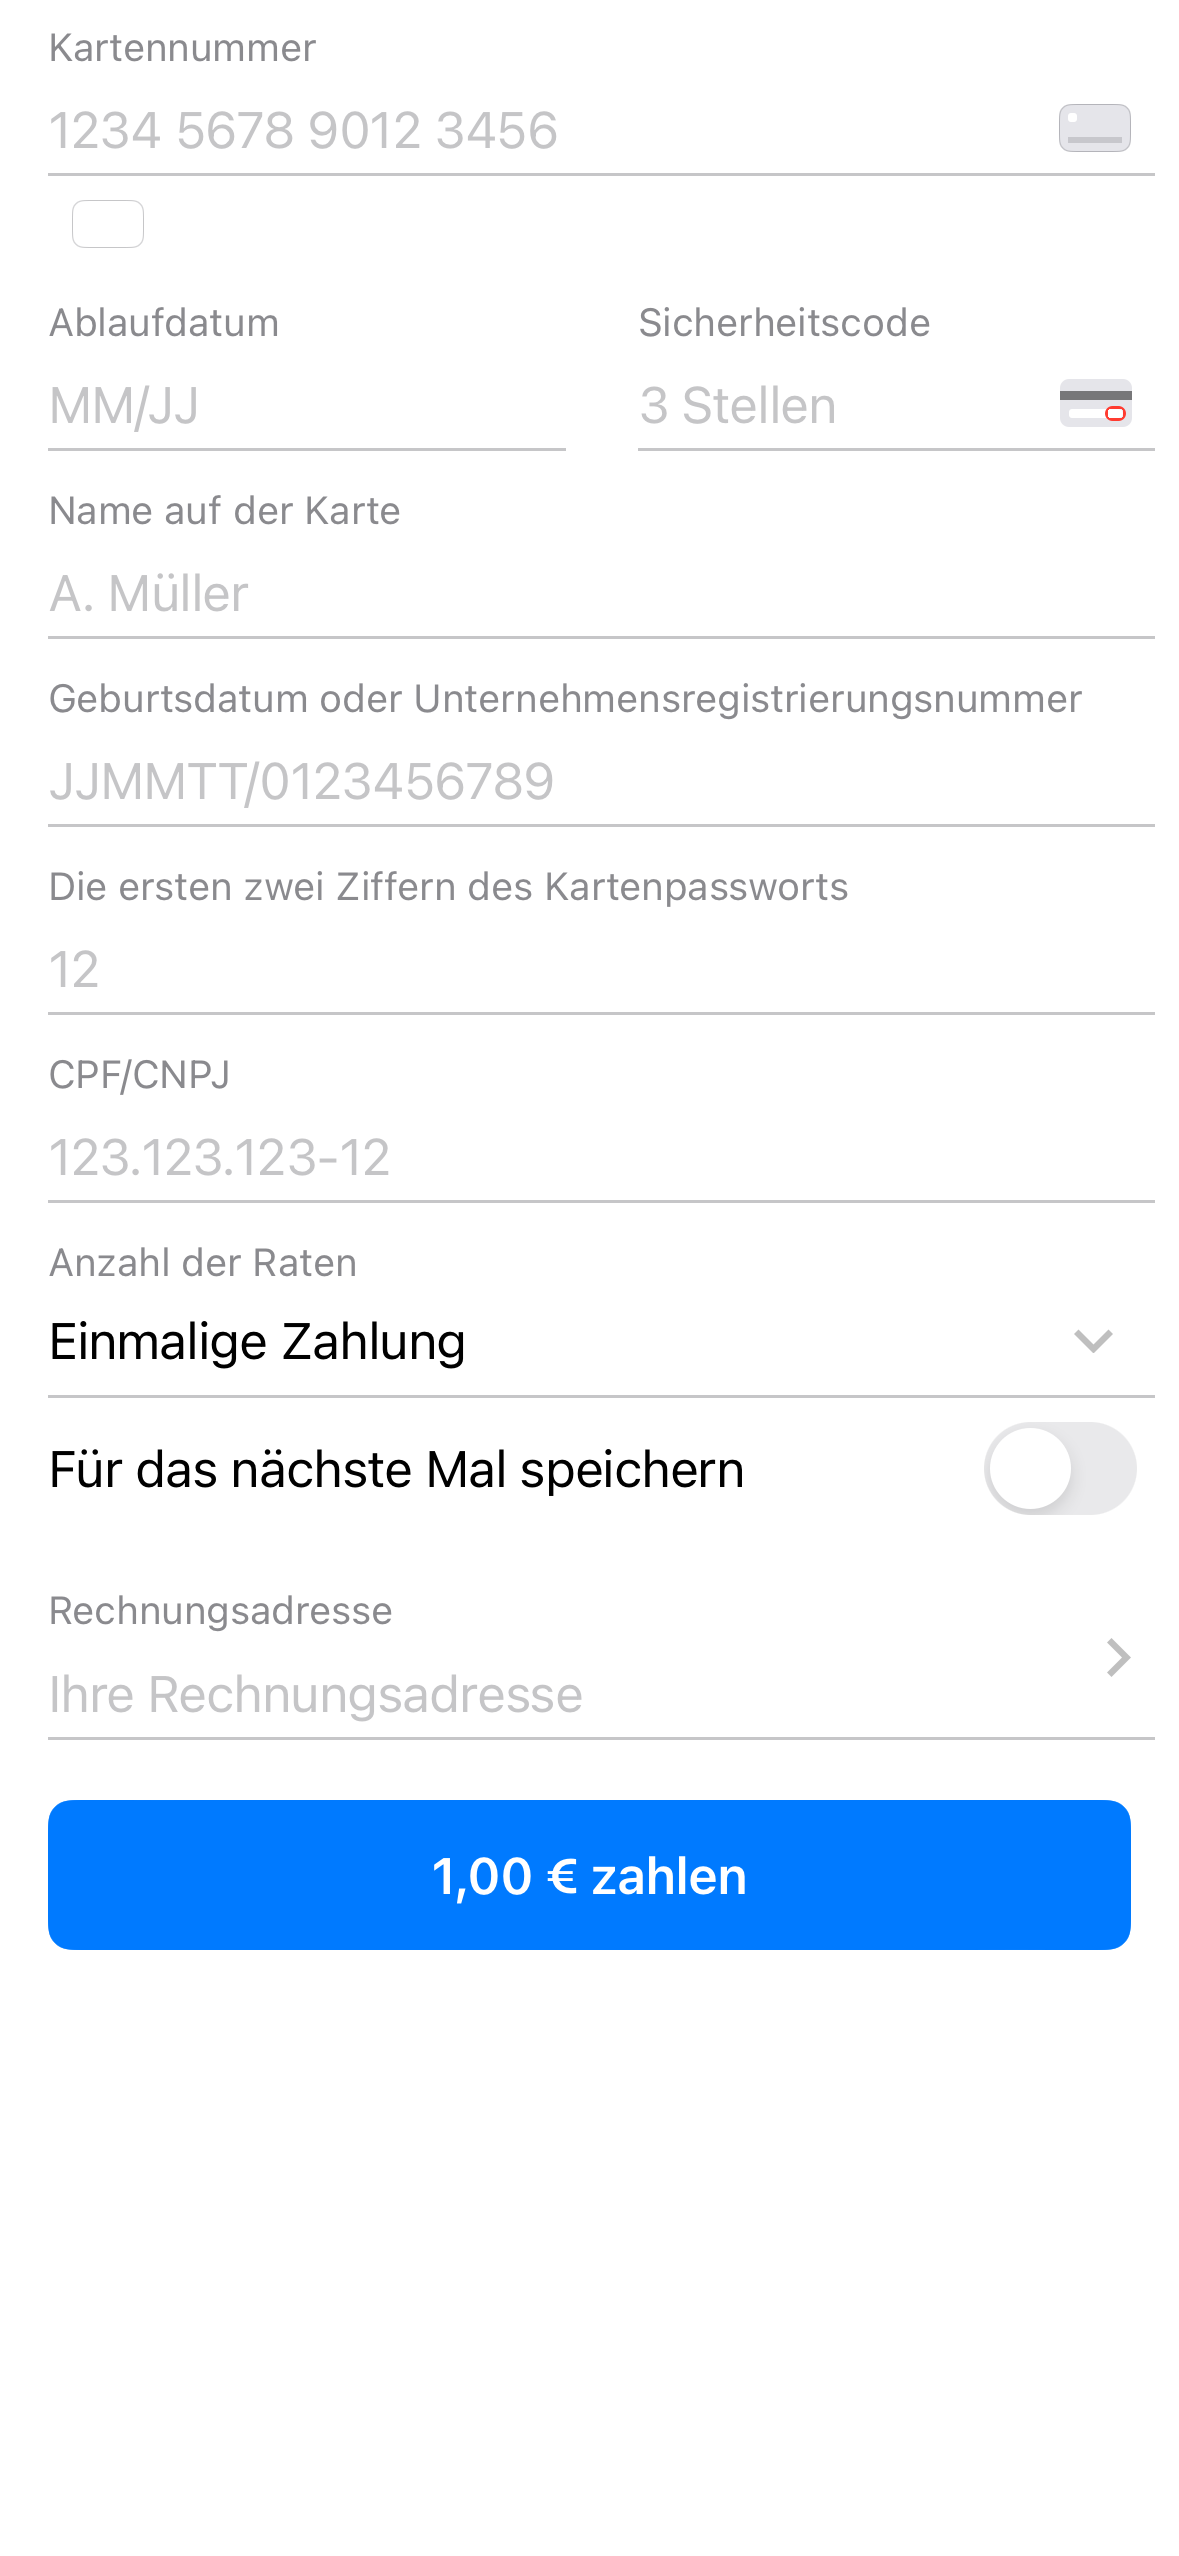 Kartennummer
1234 5678 9012 3456
Ablaufdatum
MM/JJ
Sicherheitscode
3 Stellen
Name auf der Karte
A. Müller
Geburtsdatum oder Unternehmensregistrierungsnummer
JJMMTT/0123456789
Die ersten zwei Ziffern des Kartenpassworts
12
CPF/CNPJ
123.123.123-12
Anzahl der Raten
Einmalige Zahlung
Für das nächste Mal speichern
Rechnungsadresse
Ihre Rechnungsadresse
1,00 € zahlen